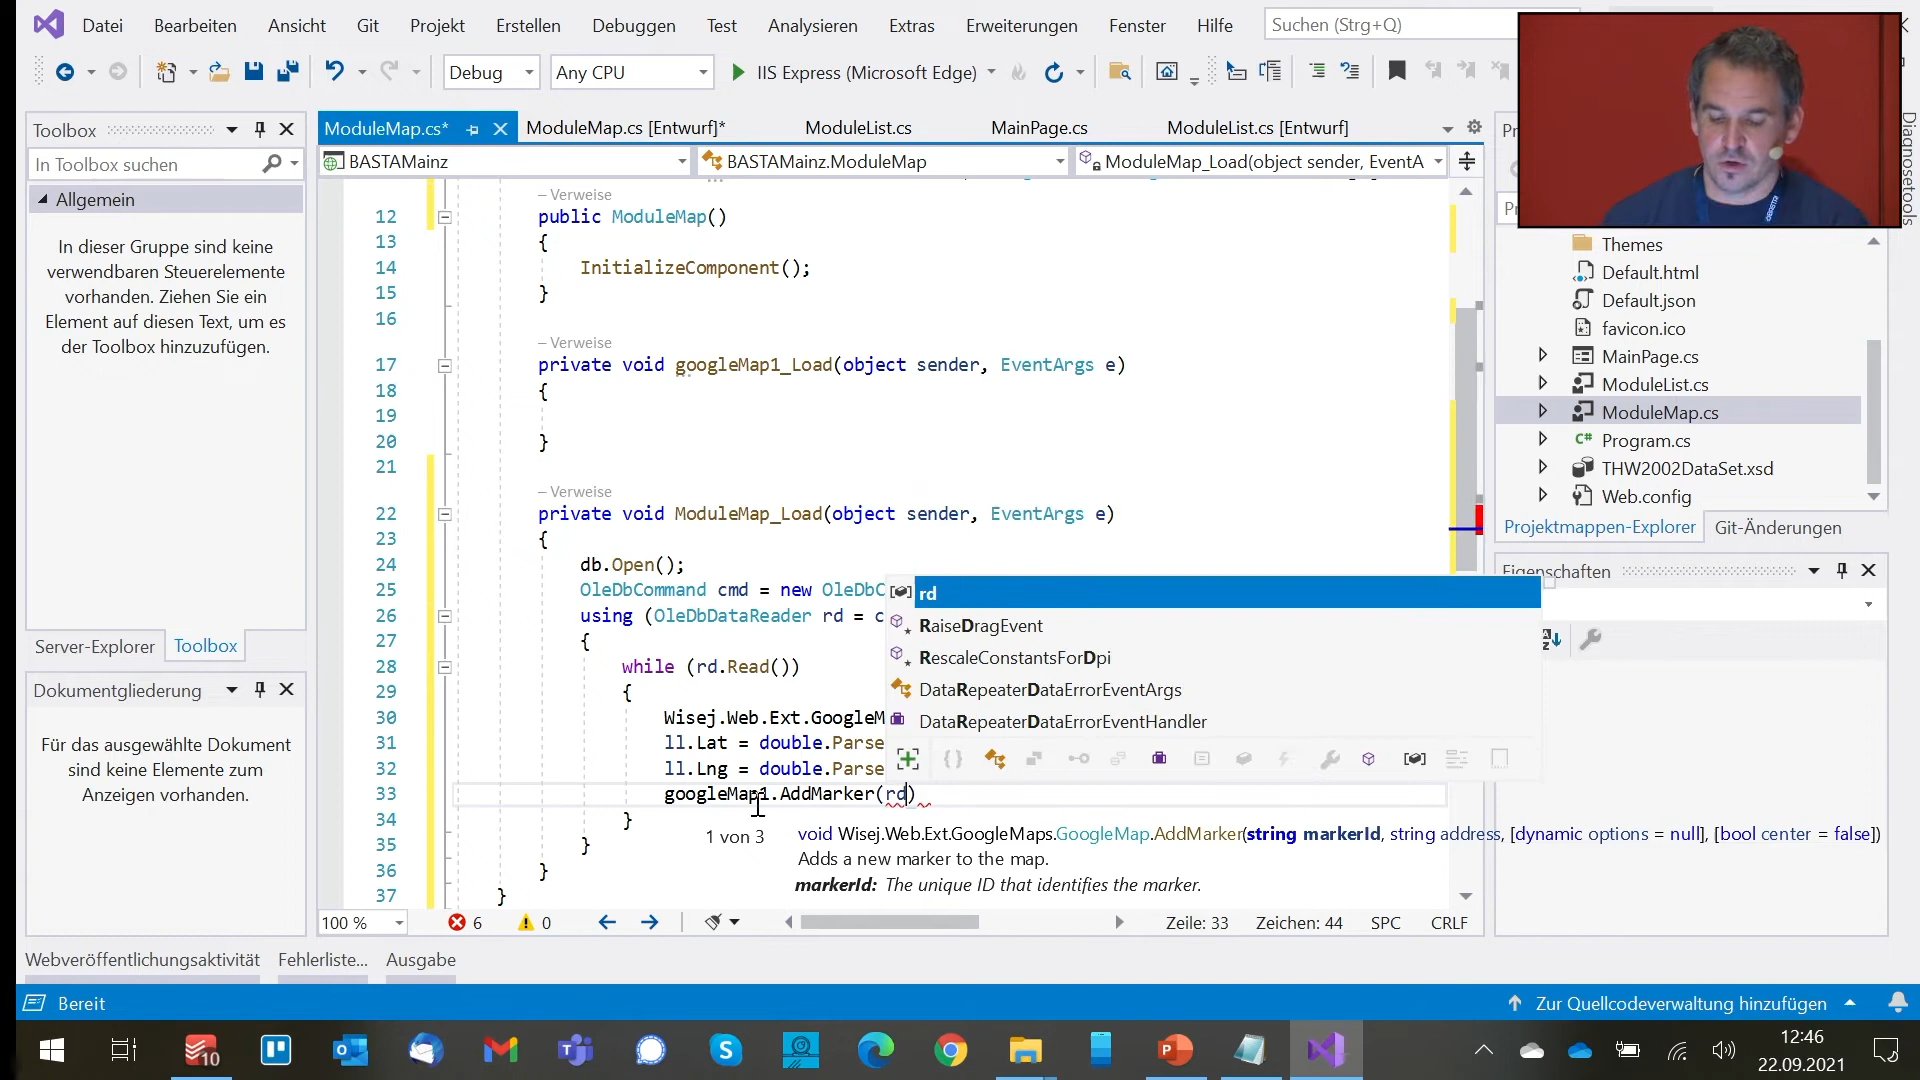 Datei Bearbeiten Ansicht Git Projekt Erstellen Debuggen Test Analysieren Extras Erweiterungen Fenster Hilfe Suchen (Strg+Q)
Debug Any CPU IIS Express (Microsoft Edge)
Toolbox
In Toolbox suchen
Allgemein
In dieser Gruppe sind keine
verwendbaren Steuerelemente
vorhanden. Ziehen Sie ein
Element auf diesen Text, um es
der Toolbox hinzuzufügen.
Server-Explorer Toolbox
Dokumentgliederung
Für das ausgewählte Dokument
sind keine Elemente zum
Anzeigen vorhanden.
ModuleMap.cs* ModuleMap.cs [Entwurf]* ModuleList.cs MainPage.cs ModuleList.cs [Entwurf]
BASTAMainz BASTAMainz.ModuleMap ModuleMap_Load(object sender, EventA
– Verweise
12 public ModuleMap()
13 {
14 InitializeComponent();
15 }
16
– Verweise
17 private void googleMap1_Load(object sender, EventArgs e)
18 {
19
20 }
21
– Verweise
22 private void ModuleMap_Load(object sender, EventArgs e)
23 {
24 db.Open();
25 OleDbCommand cmd = new OleDbC
26 using (OleDbDataReader rd = c
27 {
28 while (rd.Read())
29 {
30 Wisej.Web.Ext.GoogleM
31 ll.Lat = double.Parse
32 ll.Lng = double.Parse
33 googleMap1.AddMarker(rd)
34 }
35 }
36 }
37 }
rd
RaiseDragEvent
RescaleConstantsForDpi
DataRepeaterDataErrorEventArgs
DataRepeaterDataErrorEventHandler
1 von 3 void Wisej.Web.Ext.GoogleMaps.GoogleMap.AddMarker(string markerId, string address, [dynamic options = null], [bool center = false])
Adds a new marker to the map.
markerId: The unique ID that identifies the marker.
100 % 6 0 Zeile: 33 Zeichen: 44 SPC CRLF
Diagnosetools
Themes
Default.html
Default.json
favicon.ico
MainPage.cs
ModuleList.cs
ModuleMap.cs
C# Program.cs
THW2002DataSet.xsd
Web.config
Projektmappen-Explorer Git-Änderungen
Eigenschaften
Webveröffentlichungsaktivität Fehlerliste... Ausgabe
Bereit Zur Quellcodeverwaltung hinzufügen
10
12:46
22.09.2021